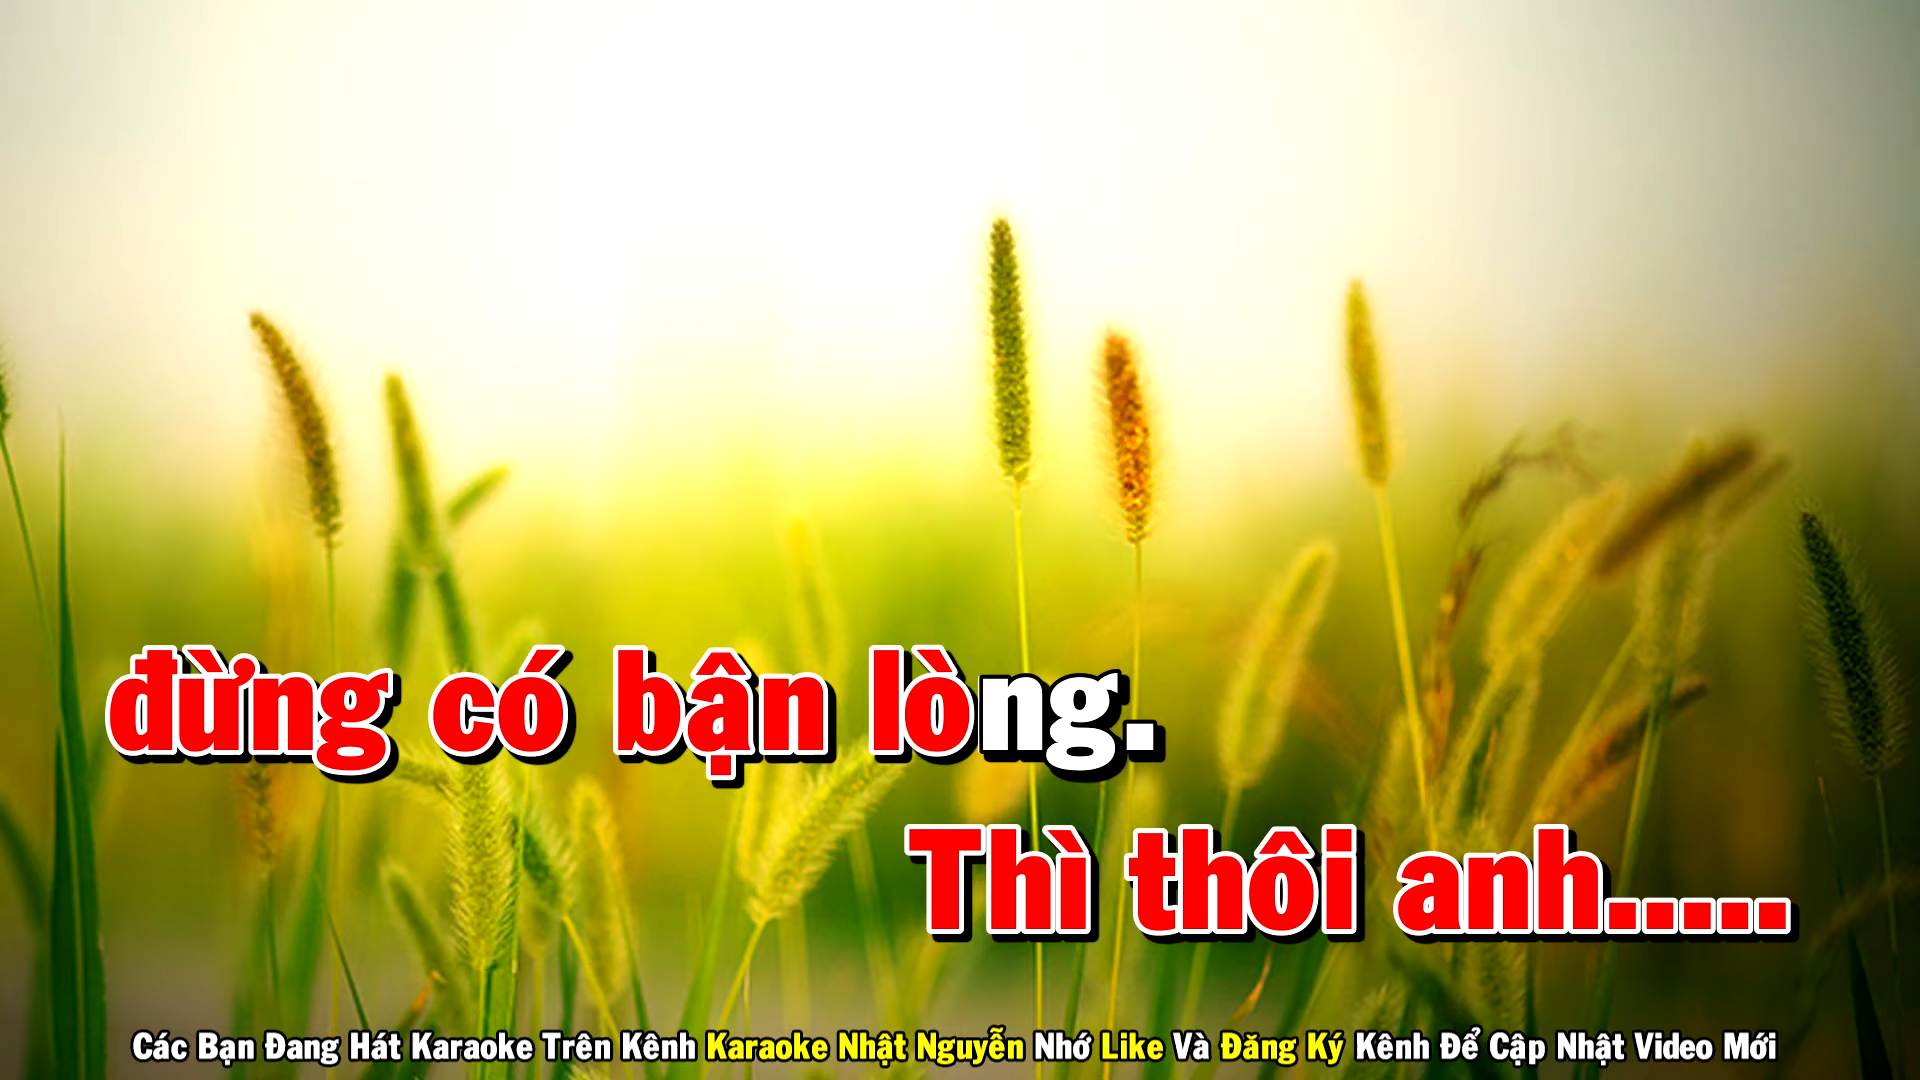 đừng có bận lòng.
Thì thôi anh.....
Các Bạn Đang Hát Karaoke Trên Kênh Karaoke Nhật Nguyễn Nhớ Like Và Đăng Ký Kênh Để Cập Nhật Video Mới